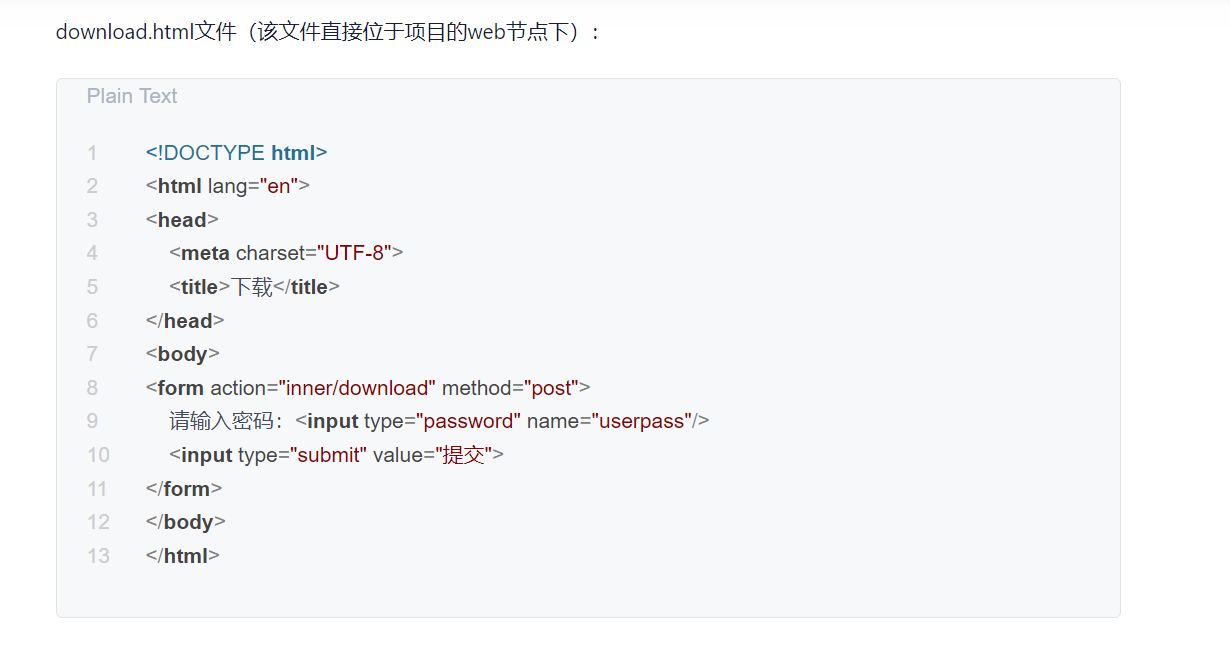 download.html文件（该文件直接位于项目的web节点下）:
Plain Text
1 <!DOCTYPE html>
2 <html lang="en">
3 <head>
4     <meta charset="UTF-8">
5     <title>下载</title>
6 </head>
7 <body>
8 <form action="inner/download" method="post">
9     请输入密码：<input type="password" name="userpass"/>
10     <input type="submit" value="提交">
11 </form>
12 </body>
13 </html>